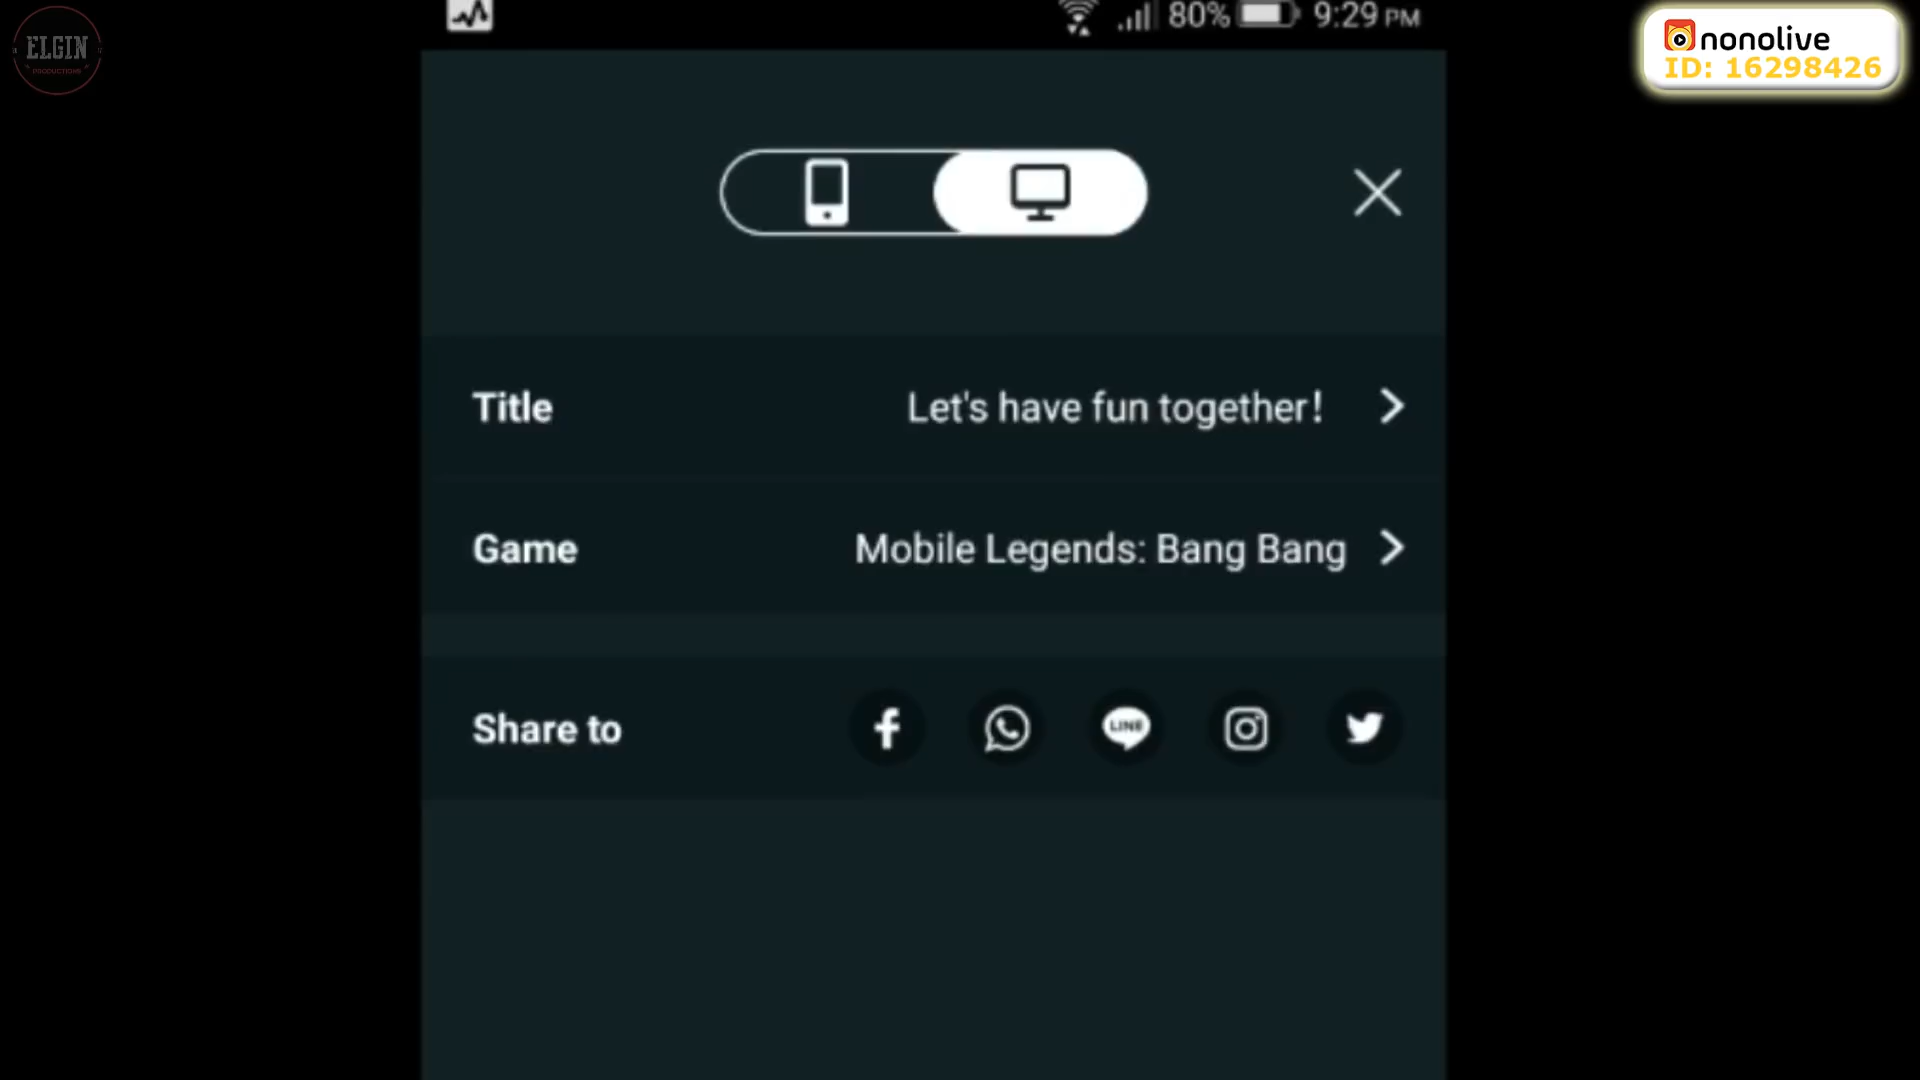 ELGIN
PRODUCTIONS
80% 9:29 PM
nonolive
ID: 16298426
Title Let's have fun together!
Game Mobile Legends: Bang Bang
Share to
LINE